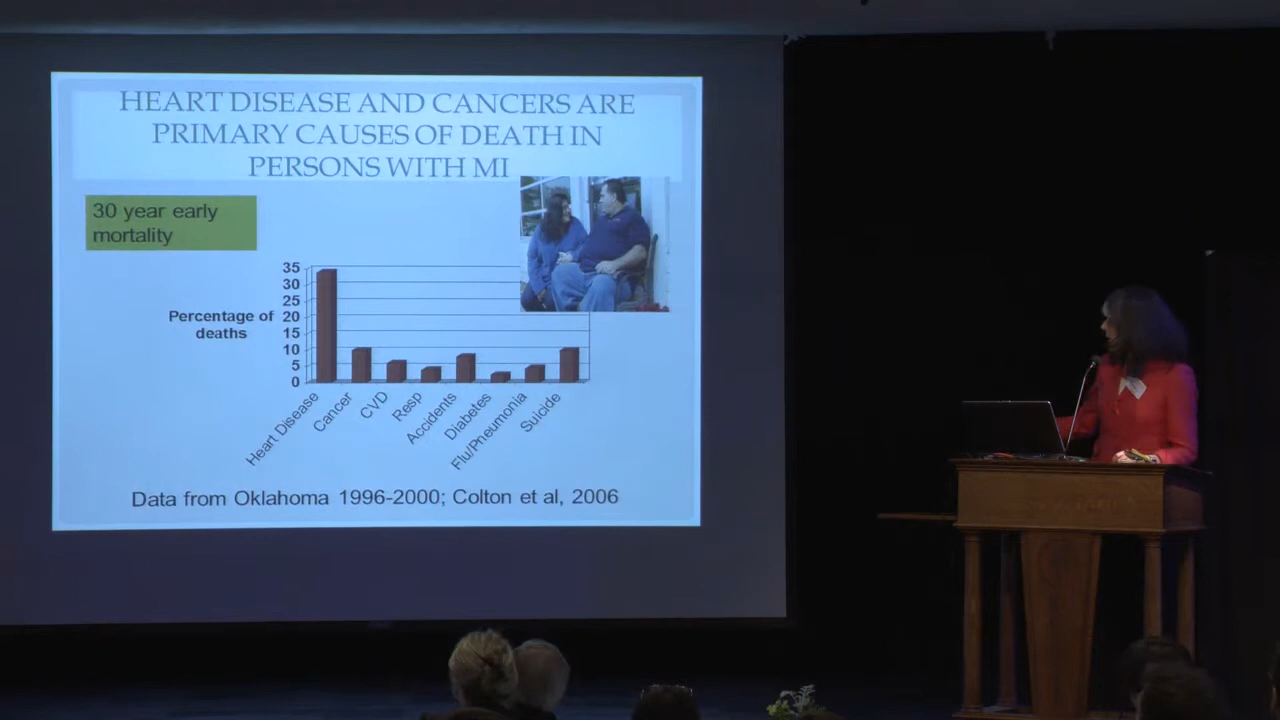 HEART DISEASE AND CANCERS ARE
PRIMARY CAUSES OF DEATH IN
PERSONS WITH MI
30 year early
mortality
35
30
25
20
15
10
5
0
Percentage of
deaths
Heart Disease
Cancer
CVD
Resp
Accidents
Diabetes
Flu/Pneumonia
Suicide
Data from Oklahoma 1996-2000; Colton et al, 2006